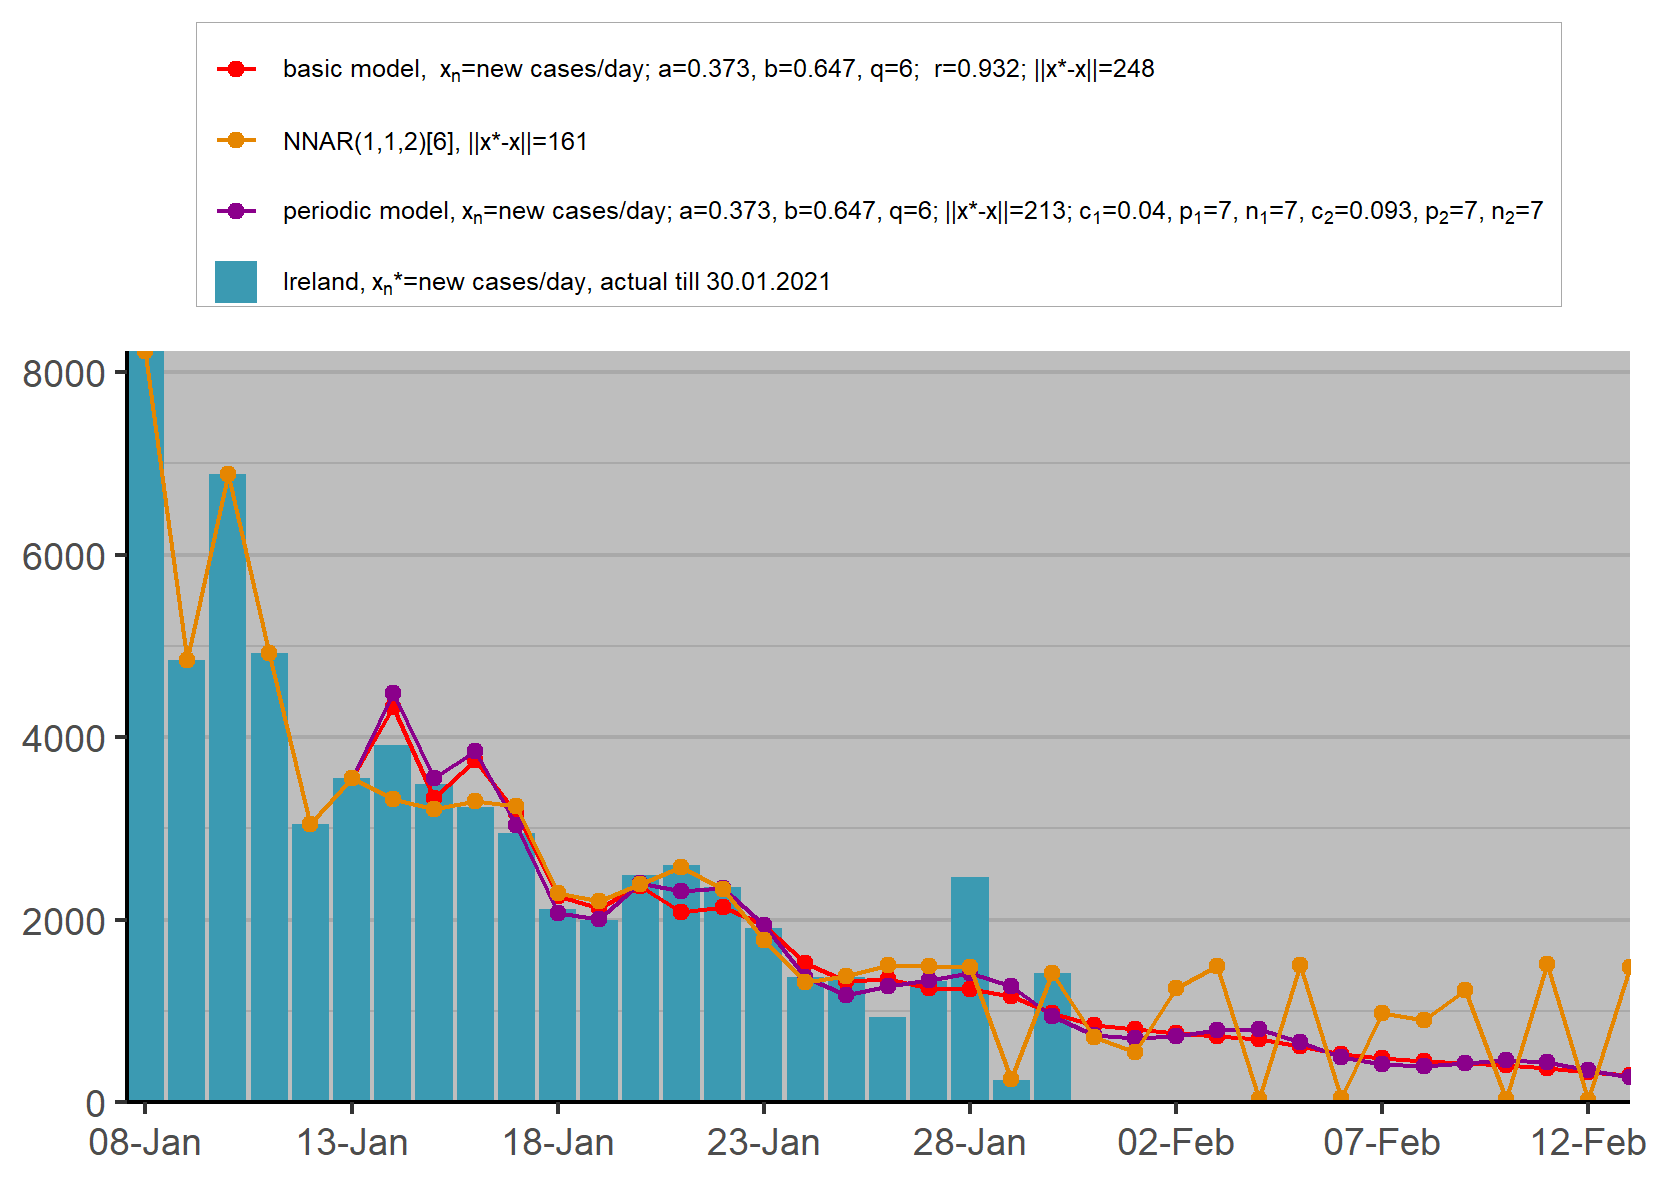 basic model, xₙ=new cases/day; a=0.373, b=0.647, q=6; r=0.932; ||x*-x||=248
NNAR(1,1,2)[6], ||x*-x||=161
periodic model, xₙ=new cases/day; a=0.373, b=0.647, q=6; ||x*-x||=213; c₁=0.04, p₁=7, n₁=7, c₂=0.093, p₂=7, n₂=7
Ireland, xₙ*=new cases/day, actual till 30.01.2021
8000
6000
4000
2000
0
08-Jan 13-Jan 18-Jan 23-Jan 28-Jan 02-Feb 07-Feb 12-Feb